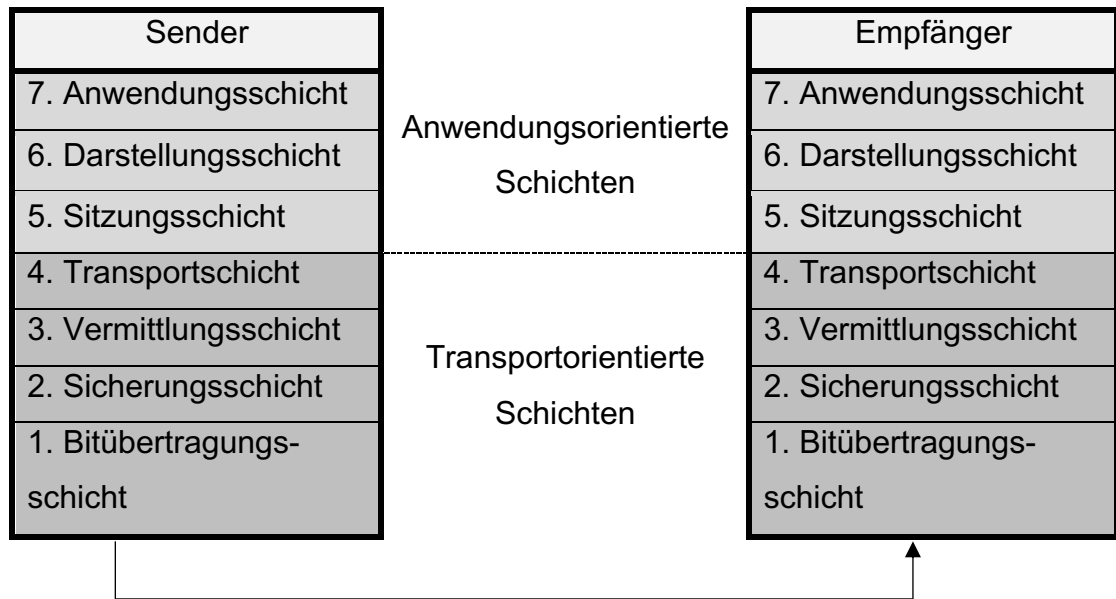 Sender
7. Anwendungsschicht
6. Darstellungsschicht
5. Sitzungsschicht
4. Transportschicht
3. Vermittlungsschicht
2. Sicherungsschicht
1. Bitübertragungs-
schicht
Anwendungsorientierte
Schichten
Transportorientierte
Schichten
Empfänger
7. Anwendungsschicht
6. Darstellungsschicht
5. Sitzungsschicht
4. Transportschicht
3. Vermittlungsschicht
2. Sicherungsschicht
1. Bitübertragungs-
schicht